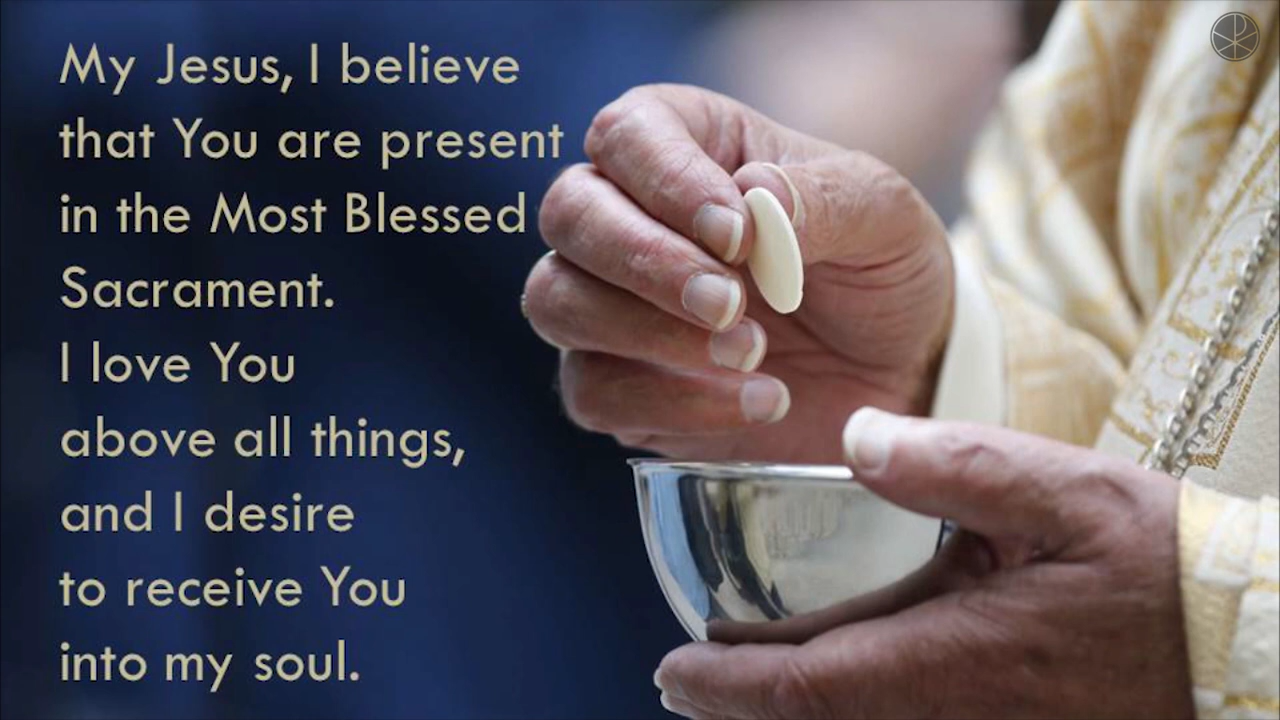 My Jesus, I believe
that You are present
in the Most Blessed
Sacrament.
I love You
above all things,
and I desire
to receive You
into my soul.